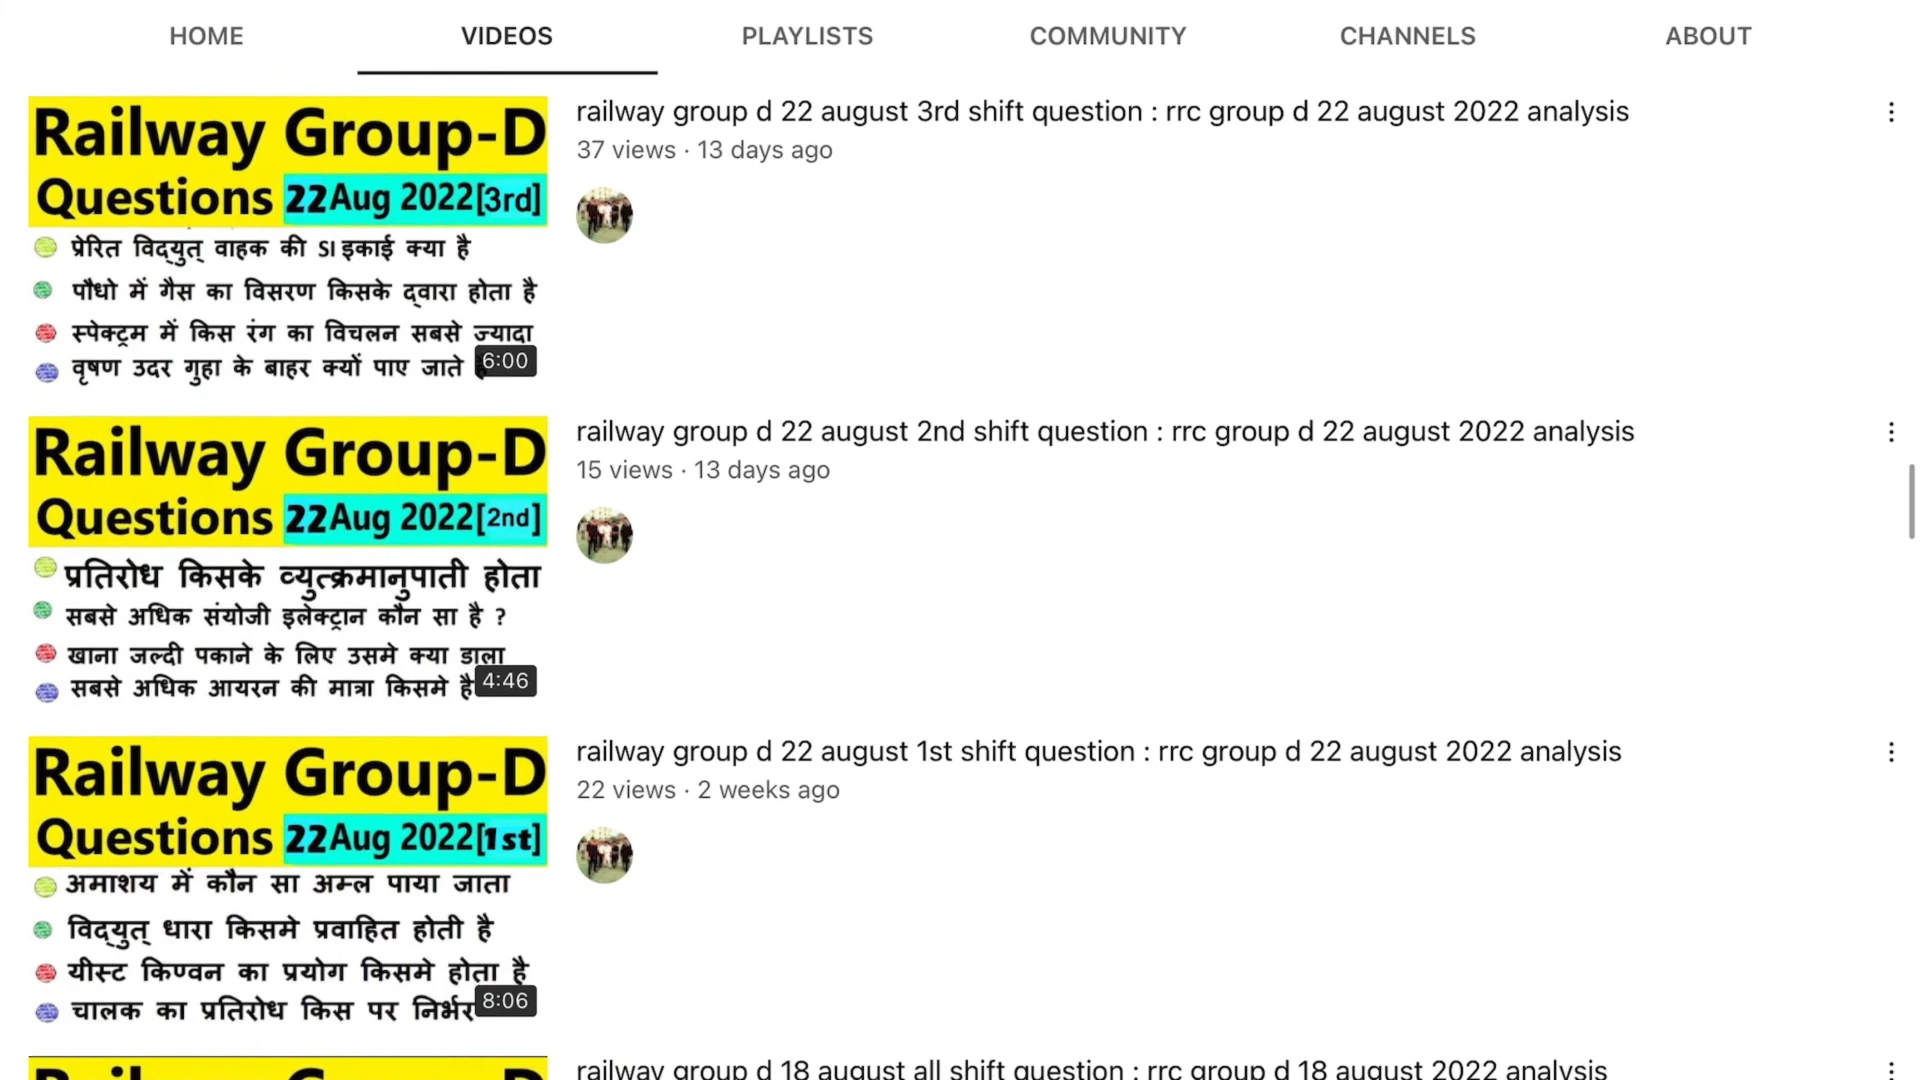 HOME VIDEOS PLAYLISTS COMMUNITY CHANNELS ABOUT
Railway Group-D
Questions 22 Aug 2022[3rd]
प्रेरित विद्युत् वाहक की SI इकाई क्या है
पौधो में गैस का विसरण किसके द्वारा होता है
स्पेक्ट्रम में किस रंग का विचलन सबसे ज्यादा
वृषण उदर गुहा के बाहर क्यों पाए जाते
6:00
railway group d 22 august 3rd shift question : rrc group d 22 august 2022 analysis
37 views · 13 days ago
Railway Group-D
Questions 22 Aug 2022[2nd]
प्रतिरोध किसके व्युत्क्रमानुपाती होता
सबसे अधिक संयोजी इलेक्ट्रान कौन सा है ?
खाना जल्दी पकाने के लिए उसमे क्या डाला
सबसे अधिक आयरन की मात्रा किसमे है
4:46
railway group d 22 august 2nd shift question : rrc group d 22 august 2022 analysis
15 views · 13 days ago
Railway Group-D
Questions 22 Aug 2022[1st]
अमाशय में कौन सा अम्ल पाया जाता
विद्युत् धारा किसमे प्रवाहित होती है
यीस्ट किण्वन का प्रयोग किसमे होता है
चालक का प्रतिरोध किस पर निर्भर
8:06
railway group d 22 august 1st shift question : rrc group d 22 august 2022 analysis
22 views · 2 weeks ago
railway group d 18 august all shift question : rrc group d 18 august 2022 analysis